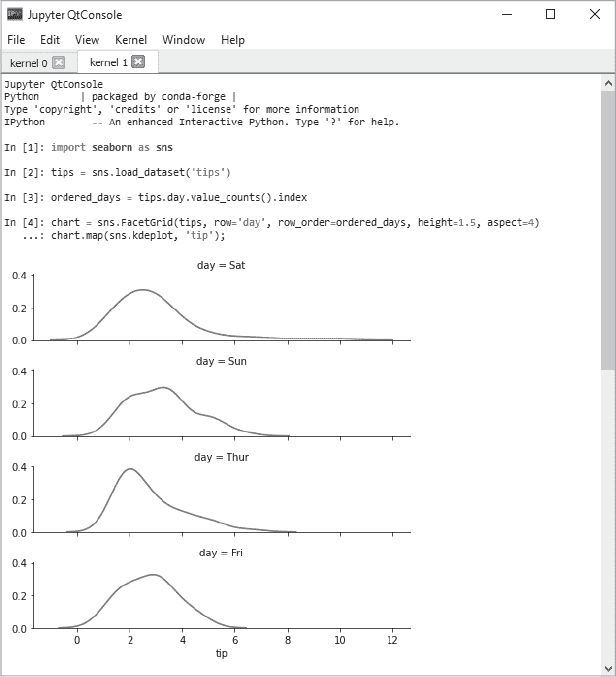 IP[y]: Jupyter QtConsole
File Edit View Kernel Window Help
kernel 0 kernel 1
Jupyter QtConsole
Python | packaged by conda-forge |
Type 'copyright', 'credits' or 'license' for more information
IPython -- An enhanced Interactive Python. Type '?' for help.
In [1]: import seaborn as sns
In [2]: tips = sns.load_dataset('tips')
In [3]: ordered_days = tips.day.value_counts().index
In [4]: chart = sns.FacetGrid(tips, row='day', row_order=ordered_days, height=1.5, aspect=4)
...: chart.map(sns.kdeplot, 'tip');
day = Sat
0.4
0.2
0.0
day = Sun
0.4
0.2
0.0
day = Thur
0.4
0.2
0.0
day = Fri
0.4
0.2
0.0
0 2 4 6 8 10 12
tip